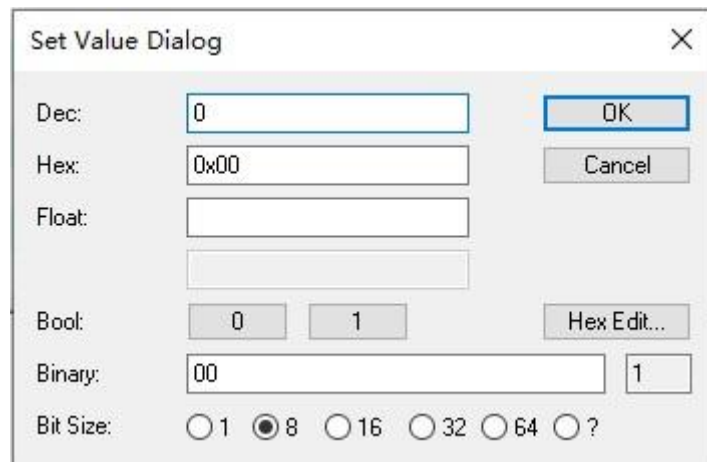 Set Value Dialog
Dec: 0 OK
Hex: 0x00 Cancel
Float:
Bool: 0 1 Hex Edit...
Binary: 00 1
Bit Size: 1 8 16 32 64 ?